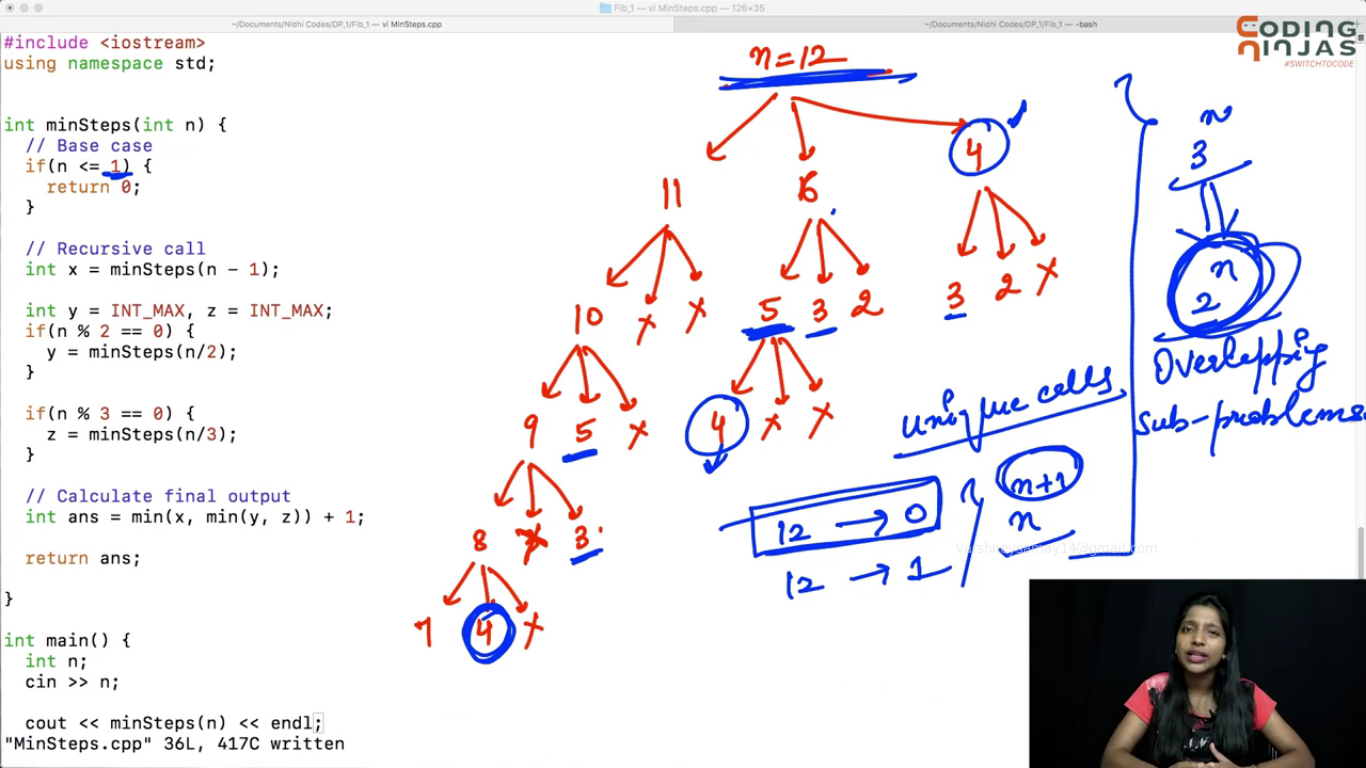 Fib_1 — vi MinSteps.cpp — 126×35
~/Documents/Nidhi Codes/DP_1/Fib_1 — vi MinSteps.cpp
~/Documents/Nidhi Codes/DP_1/Fib_1 — -bash
CODING
NINJAS
#SWITCHTOCODE
#include <iostream>
using namespace std;
int minSteps(int n) {
// Base case
if(n <= 1) {
return 0;
}
// Recursive call
int x = minSteps(n - 1);
int y = INT_MAX, z = INT_MAX;
if(n % 2 == 0) {
y = minSteps(n/2);
}
if(n % 3 == 0) {
z = minSteps(n/3);
}
// Calculate final output
int ans = min(x, min(y, z)) + 1;
return ans;
}
int main() {
int n;
cin >> n;
cout << minSteps(n) << endl;
"MinSteps.cpp" 36L, 417C written
n=12
11 6 4
10 x x 5 3 2 3 2 x
9 5 x 4 x x
8 3
7 4 x
unique calls
12 → 0
12 → 1
n+1
n
n
3
n
2
Overlapping
sub-problems